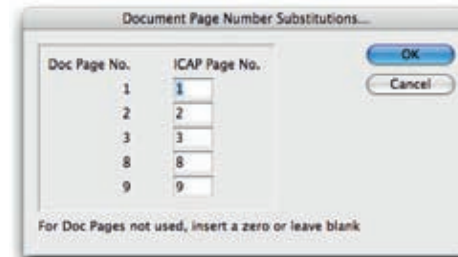 Document Page Number Substitutions...
Doc Page No. ICAP Page No.
OK
Cancel
1 1
2 2
3 3
8 8
9 9
For Doc Pages not used, insert a zero or leave blank